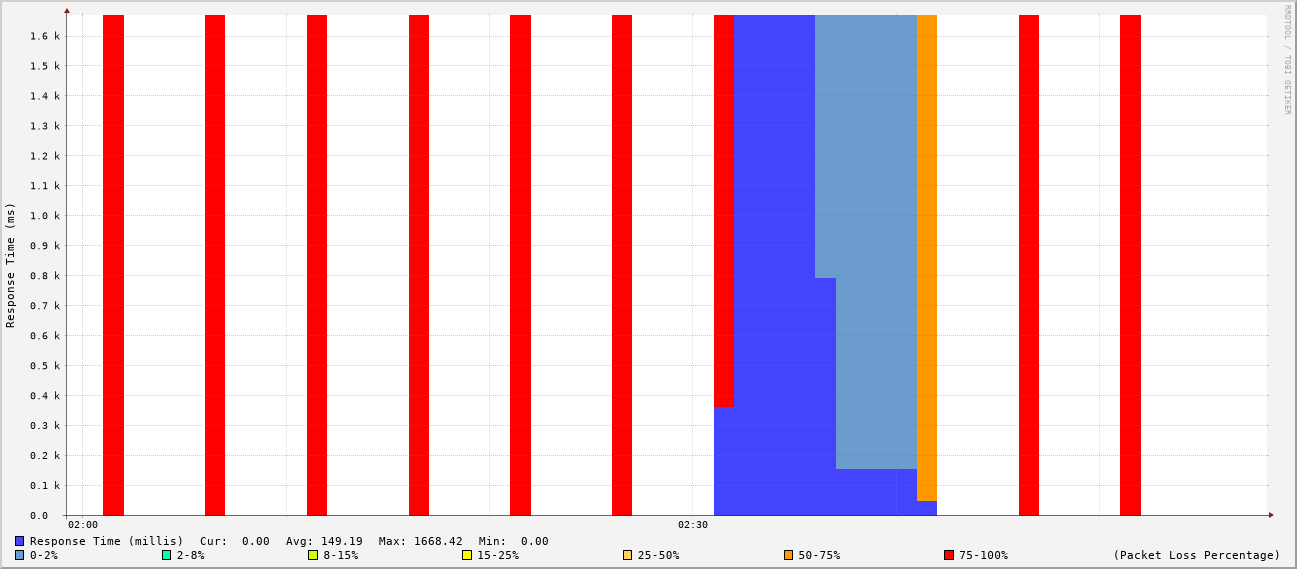 RRDTOOL / TOBI OETIKER
Response Time (ms)
1.6 k
1.5 k
1.4 k
1.3 k
1.2 k
1.1 k
1.0 k
0.9 k
0.8 k
0.7 k
0.6 k
0.5 k
0.4 k
0.3 k
0.2 k
0.1 k
0.0
02:00 02:30
Response Time (millis) Cur: 0.00 Avg: 149.19 Max: 1668.42 Min: 0.00
0-2% 2-8% 8-15% 15-25% 25-50% 50-75% 75-100% (Packet Loss Percentage)